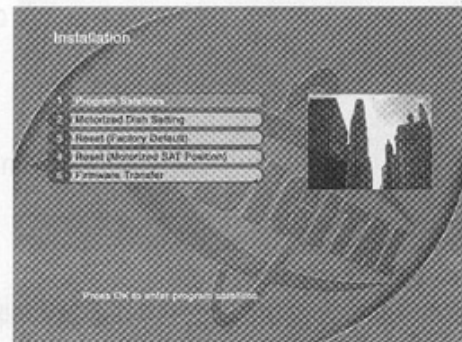 Installation
1 Program Satellites
2 Motorized Dish Setting
3 Reset (Factory Default)
4 Reset (Motorized SAT Position)
5 Firmware Transfer
Press OK to enter program satellites